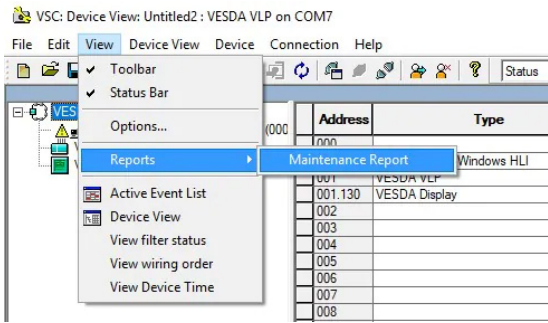 VSC: Device View: Untitled2 : VESDA VLP on COM7
File Edit View Device View Device Connection Help
Status
Toolbar
Status Bar
Options...
Reports
Maintenance Report
Active Event List
Device View
View filter status
View wiring order
View Device Time
VES
(000
Address Type
000 Windows HLI
001 VESDA VLP
001.130 VESDA Display
002
003
004
005
006
007
008